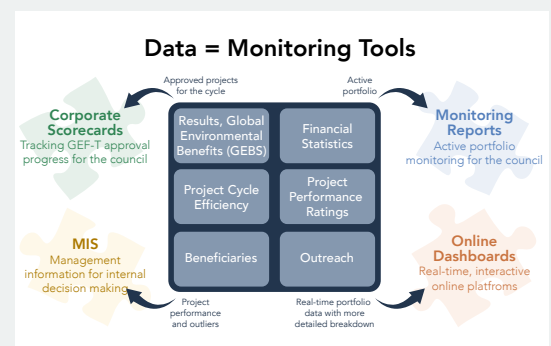 Data = Monitoring Tools
Approved projects
for the cycle
Active
portfolio
Corporate
Scorecards
Tracking GEF-T approval
progress for the council
Results, Global
Environmental
Benefits (GEBS)
Financial
Statistics
Monitoring
Reports
Active portfolio
monitoring for the council
Project Cycle
Efficiency
Project
Performance
Ratings
MIS
Management
information for internal
decision making
Beneficiaries
Outreach
Online
Dashboards
Real-time, interactive
online platfroms
Project
performance
and outliers
Real-time portfolio
data with more
detailed breakdown